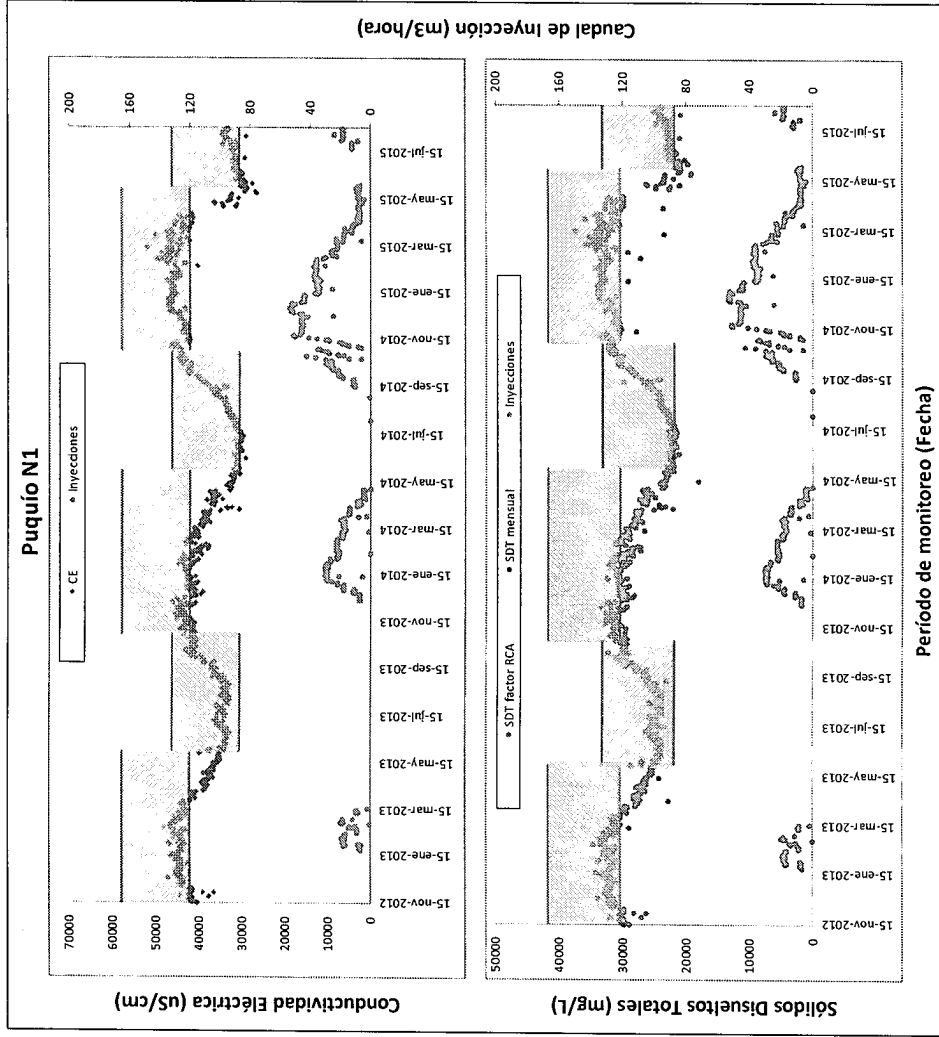 Puquío N1
CE
Inyecciones
Conductividad Eléctrica (uS/cm)
70000
60000
50000
40000
30000
20000
10000
0
200
160
120
80
40
0
Caudal de Inyección (m3/hora)
15-nov-2012
15-ene-2013
15-mar-2013
15-may-2013
15-jul-2013
15-sep-2013
15-nov-2013
15-ene-2014
15-mar-2014
15-may-2014
15-jul-2014
15-sep-2014
15-nov-2014
15-ene-2015
15-mar-2015
15-may-2015
15-jul-2015
SDT factor RCA
SDT mensual
Inyecciones
Sólidos Disueltos Totales (mg/L)
50000
40000
30000
20000
10000
0
200
160
120
80
40
0
15-nov-2012
15-ene-2013
15-mar-2013
15-may-2013
15-jul-2013
15-sep-2013
15-nov-2013
15-ene-2014
15-mar-2014
15-may-2014
15-jul-2014
15-sep-2014
15-nov-2014
15-ene-2015
15-mar-2015
15-may-2015
15-jul-2015
Período de monitoreo (Fecha)